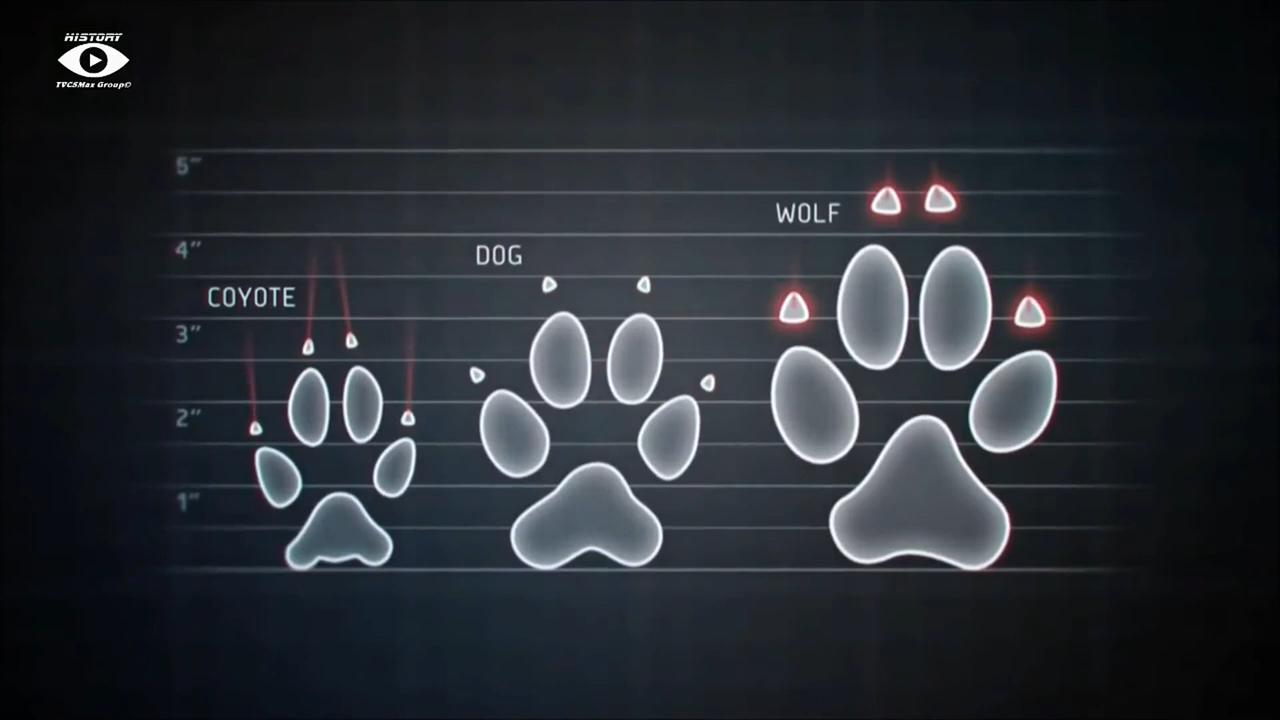 HISTORY
TVCSMax Group©
5"
WOLF
4"
DOG
COYOTE
3"
2"
1"